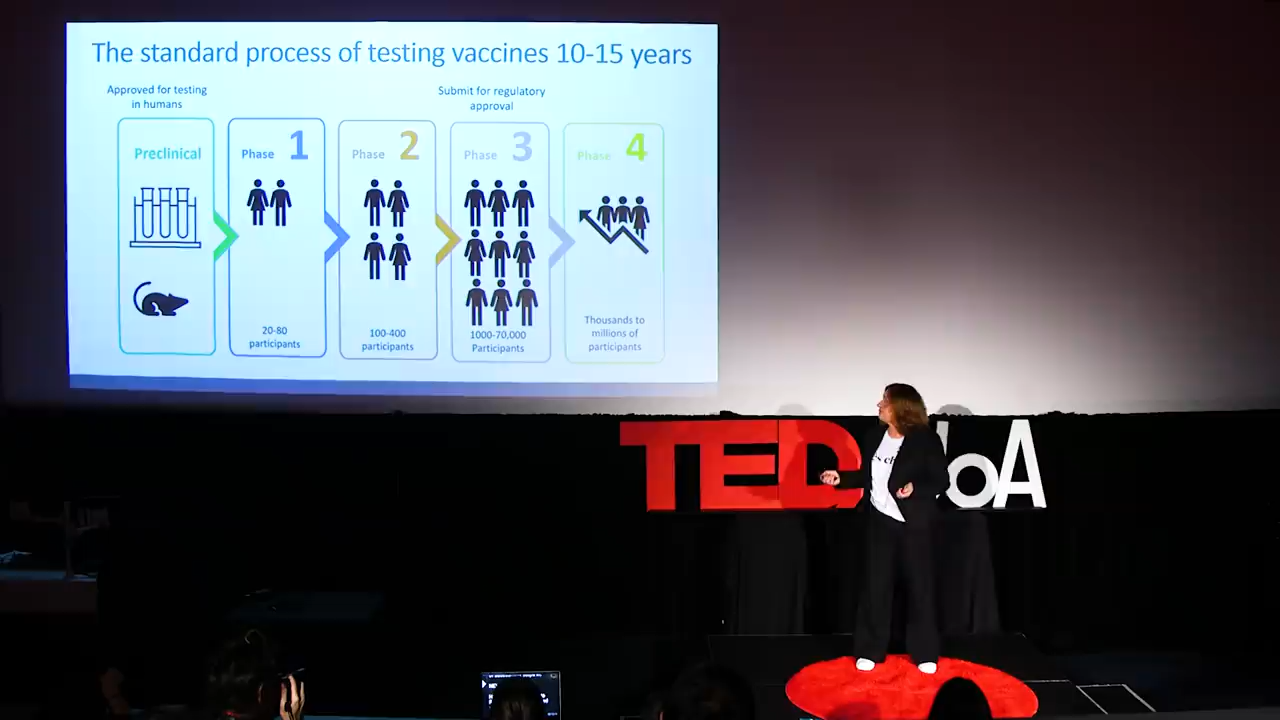 The standard process of testing vaccines 10-15 years
Approved for testing
in humans
Submit for regulatory
approval
Preclinical
Phase 1
Phase 2
Phase 3
Phase 4
20-80
participants
100-400
participants
1000-70,000
Participants
Thousands to
millions of
participants
TED
oA